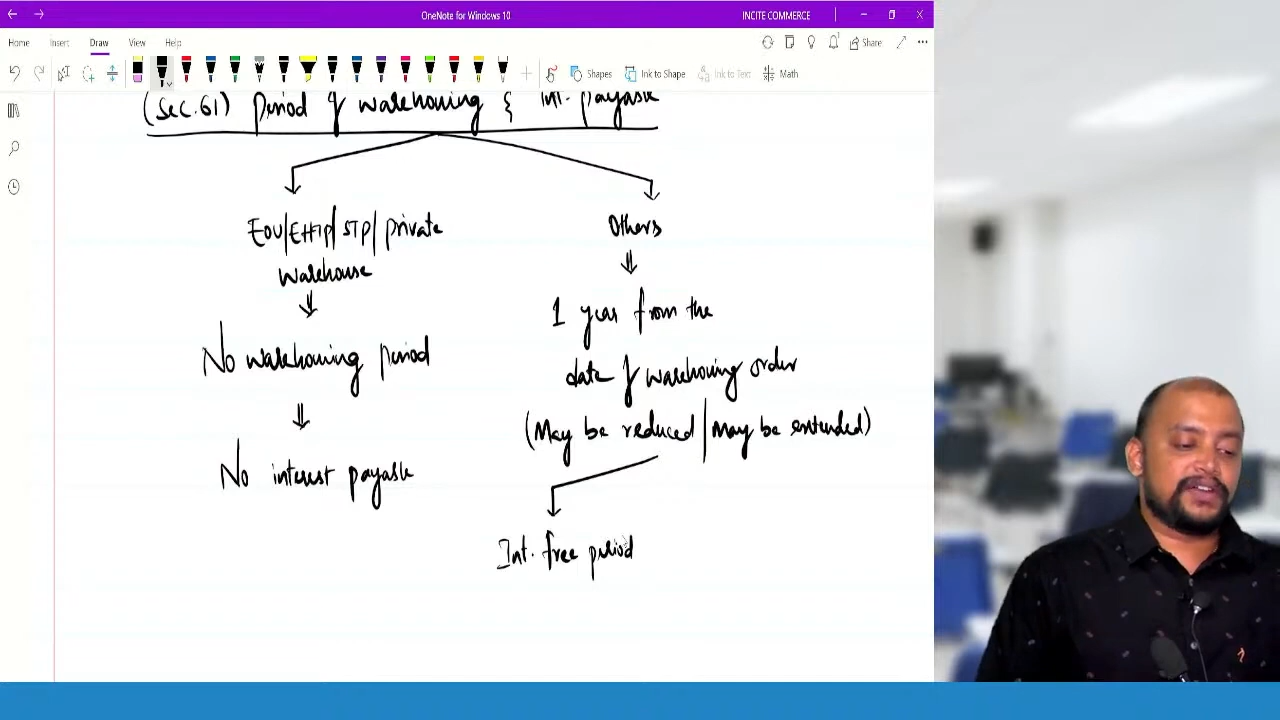 OneNote for Windows 10
INCITE COMMERCE
Home Insert Draw View Help
Share
Shapes Ink to Shape Ink to Text Math
(Sec.61) Period of warehousing & Int. payable
EOU/EHTP/STP/private
warehouse
Others
No warehousing period
1 year from the
date of warehousing order
(May be reduced/May be extended)
No interest payable
Int. free period